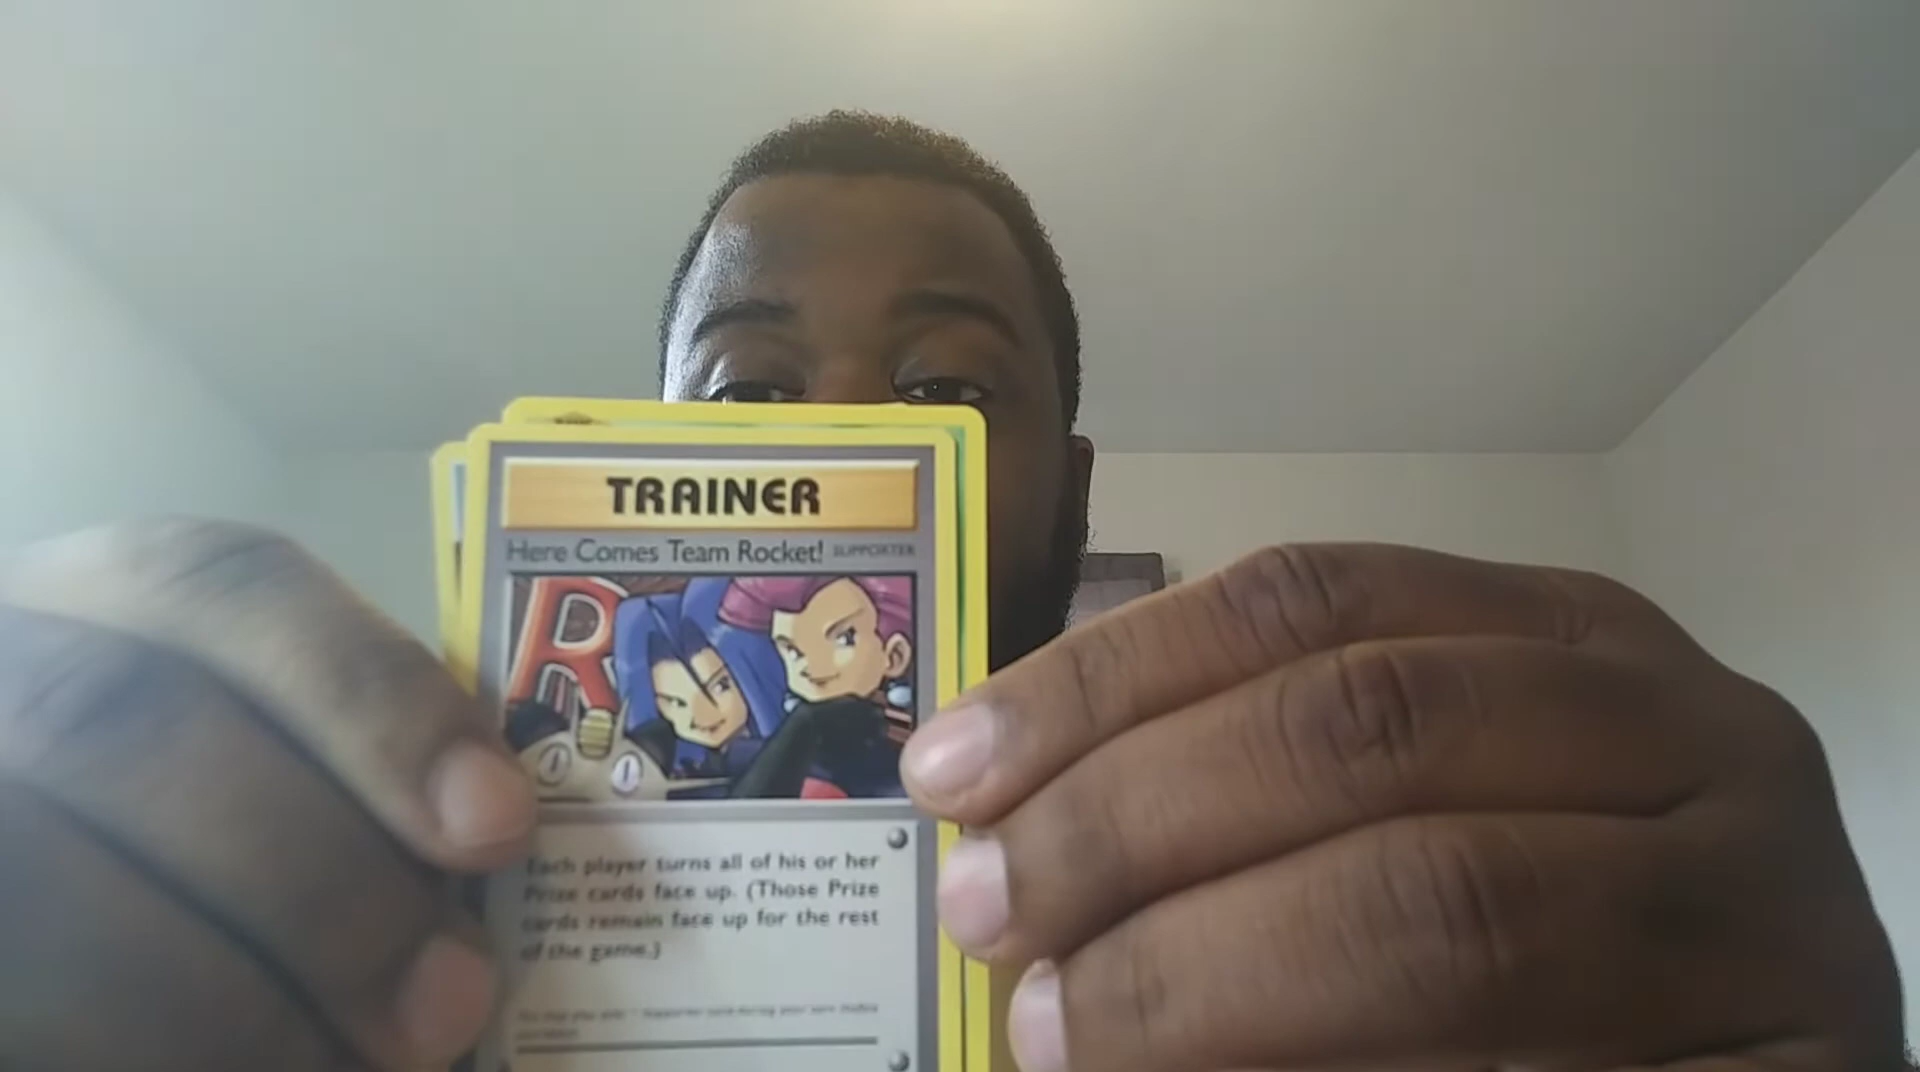 TRAINER
Here Comes Team Rocket! SUPPORTER
R
Each player turns all of his or her
Prize cards face up. (Those Prize
cards remain face up for the rest
of the game.)